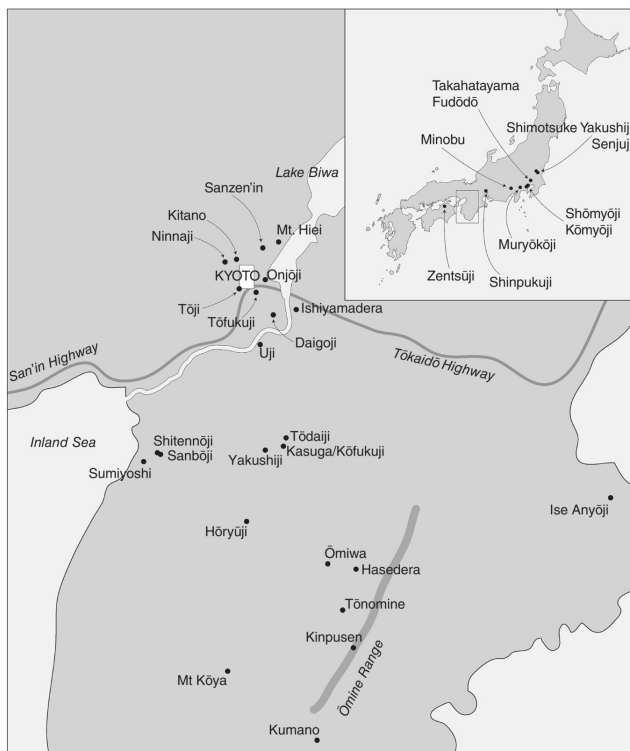 Takahatayama
Fudōdō
Shimotsuke Yakushij
Senjuj
Minobu
Shōmyōji
Kōmyōji
Muryōkōji
Zentsūji
Shinpukuji
Lake Biwa
Sanzen'in
Kitano
Mt. Hiei
Ninnaji
KYOTO
Onjōji
Tōji
Ishiyamadera
Tōfukuji
Daigoji
Uji
San'in Highway
Tōkaidō Highway
Inland Sea
Shitennōji
Sanbōji
Sumiyoshi
Tōdaiji
Kasuga/Kōfukuji
Yakushiji
Ise Anyōji
Hōryūji
Ōmiwa
Hasedera
Tōnomine
Kinpusen
Ōmine Range
Mt Kōya
Kumano